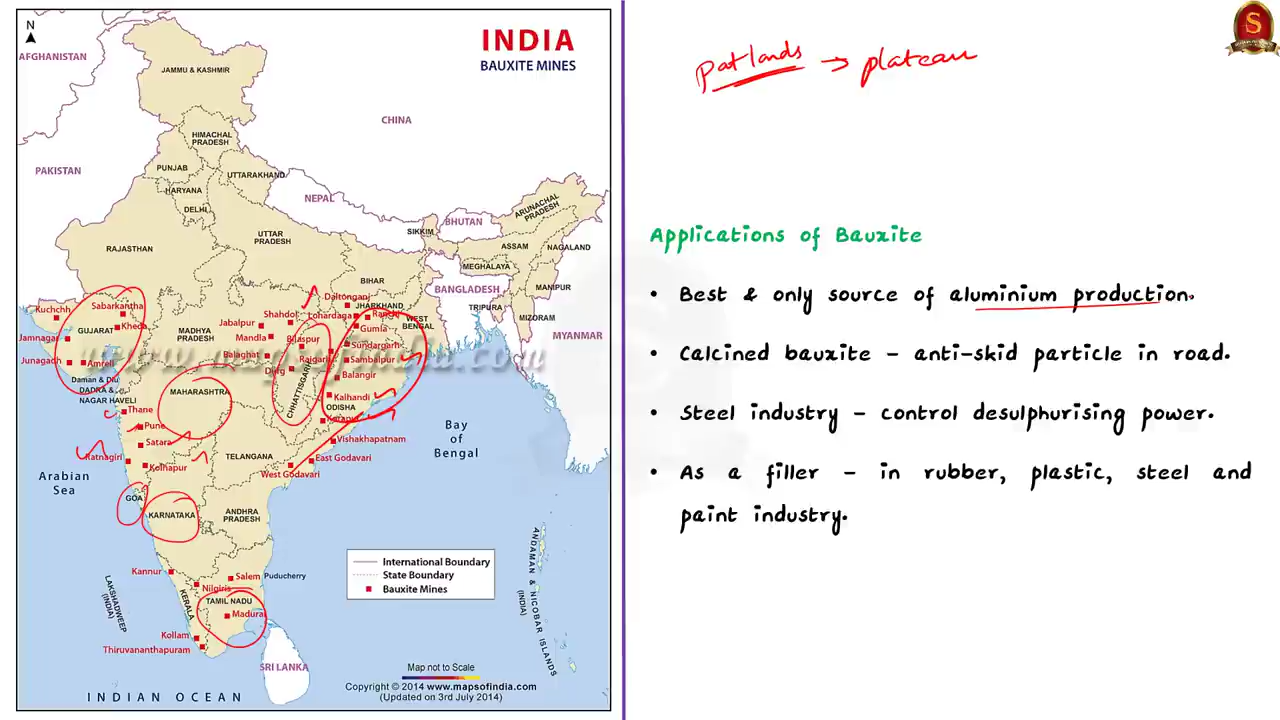 N
INDIA
BAUXITE MINES
AFGHANISTAN
JAMMU & KASHMIR
CHINA
HIMACHAL
PRADESH
PAKISTAN
PUNJAB
UTTARAKHAND
HARYANA
NEPAL
DELHI
ARUNACHAL
PRADESH
BHUTAN
SIKKIM
UTTAR
PRADESH
RAJASTHAN
ASSAM
NAGALAND
MEGHALAYA
BIHAR
BANGLADESH
MANIPUR
Daltonganj
JHARKHAND
TRIPURA
MIZORAM
Kuchchh
Sabarkantha
Lohardaga
Ranchi
WEST
BENGAL
Shahdol
Jabalpur
Gumla
GUJARAT
Kheda
MADHYA
PRADESH
MYANMAR
Jamnagar
Mandla
Bilaspur
Sundargarh
Junagadh
Amreli
Balaghat
Raigarh
Sambalpur
www.mapsofindia.com
Durg
Balangir
Daman & Diu
DADRA &
NAGAR HAVELI
MAHARASHTRA
CHHATTISGARH
Kalhandi
ODISHA
Thane
Pune
Satara
Vishakhapatnam
Bay
of
Bengal
Ratnagiri
Kolhapur
TELANGANA
East Godavari
West Godavari
Arabian
Sea
GOA
KARNATAKA
ANDHRA
PRADESH
International Boundary
State Boundary
Bauxite Mines
Kannur
Salem
Puducherry
Nilgiris
LAKSHADWEEP
(INDIA)
KERALA
TAMIL NADU
Madurai
ANDAMAN & NICOBAR ISLANDS
(INDIA)
Kollam
Thiruvananthapuram
SRI LANKA
Map not to Scale
Copyright © 2014 www.mapsofindia.com
(Updated on 3rd July 2014)
INDIAN OCEAN
patlands → plateau
S
Applications of Bauxite
• Best & only source of aluminium production.
• Calcined bauxite – anti-skid particle in road.
• Steel industry – control desulphurising power.
• As a filler – in rubber, plastic, steel and
paint industry.